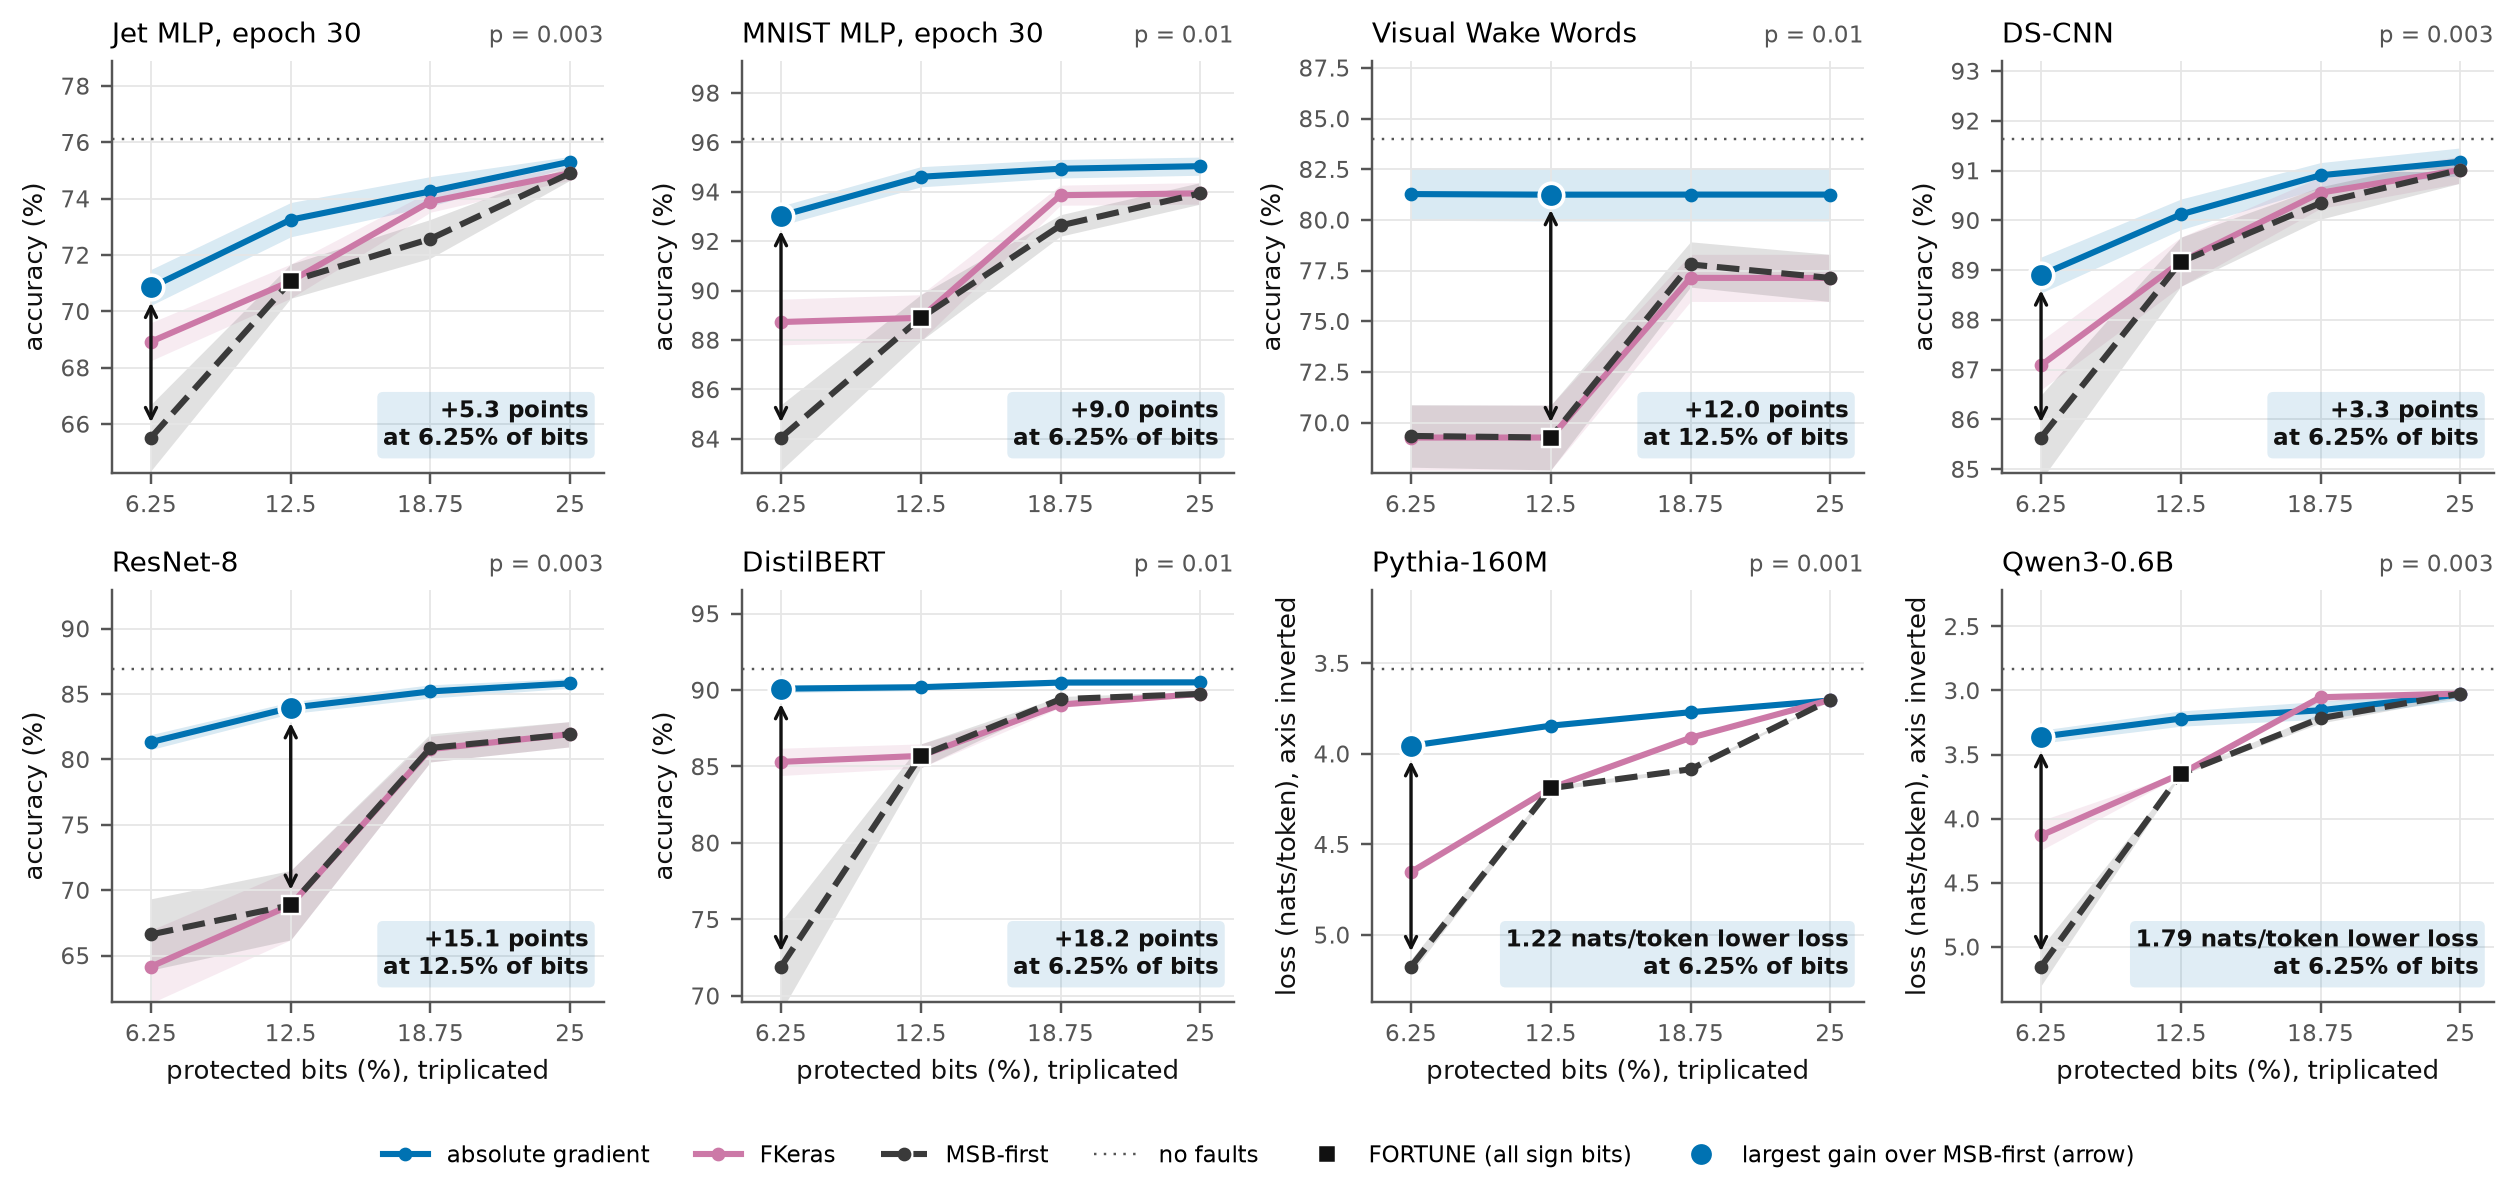 Jet MLP, epoch 30 p = 0.003
accuracy (%)
78
76
74
72
70
68
66
+5.3 points
at 6.25% of bits
6.25 12.5 18.75 25
MNIST MLP, epoch 30 p = 0.01
accuracy (%)
98
96
94
92
90
88
86
84
+9.0 points
at 6.25% of bits
6.25 12.5 18.75 25
Visual Wake Words p = 0.01
accuracy (%)
87.5
85.0
82.5
80.0
77.5
75.0
72.5
70.0
+12.0 points
at 12.5% of bits
6.25 12.5 18.75 25
DS-CNN p = 0.003
accuracy (%)
93
92
91
90
89
88
87
86
85
+3.3 points
at 6.25% of bits
6.25 12.5 18.75 25
ResNet-8 p = 0.003
accuracy (%)
90
85
80
75
70
65
+15.1 points
at 12.5% of bits
6.25 12.5 18.75 25
protected bits (%), triplicated
DistilBERT p = 0.01
accuracy (%)
95
90
85
80
75
70
+18.2 points
at 6.25% of bits
6.25 12.5 18.75 25
protected bits (%), triplicated
Pythia-160M p = 0.001
loss (nats/token), axis inverted
3.5
4.0
4.5
5.0
1.22 nats/token lower loss
at 6.25% of bits
6.25 12.5 18.75 25
protected bits (%), triplicated
Qwen3-0.6B p = 0.003
loss (nats/token), axis inverted
2.5
3.0
3.5
4.0
4.5
5.0
1.79 nats/token lower loss
at 6.25% of bits
6.25 12.5 18.75 25
protected bits (%), triplicated
absolute gradient FKeras MSB-first no faults FORTUNE (all sign bits) largest gain over MSB-first (arrow)